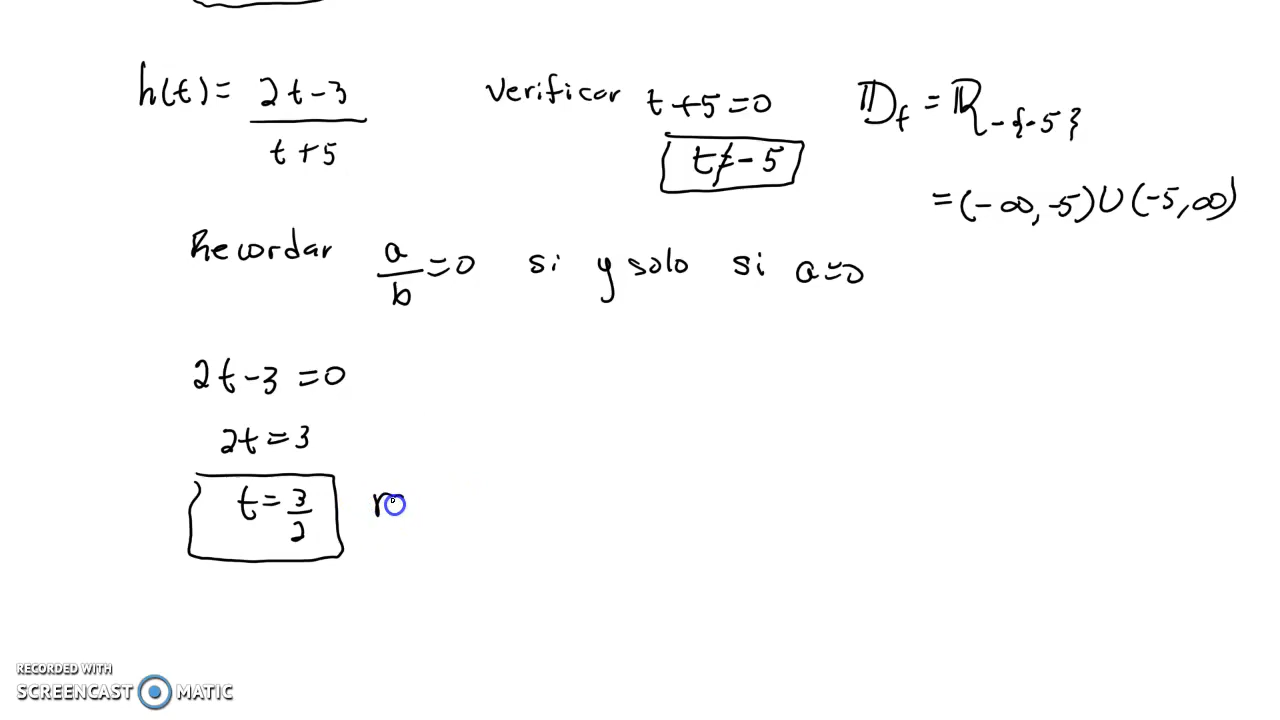 h(t) = 2t-3 / t+5
Verificar t+5=0
t≠-5
𝔻f = ℝ-{-5}
=(-∞,-5)∪(-5,∞)
Recordar a/b=0 si y solo si a=0
2t-3=0
2t=3
t=3/2 r
RECORDED WITH
SCREENCAST MATIC